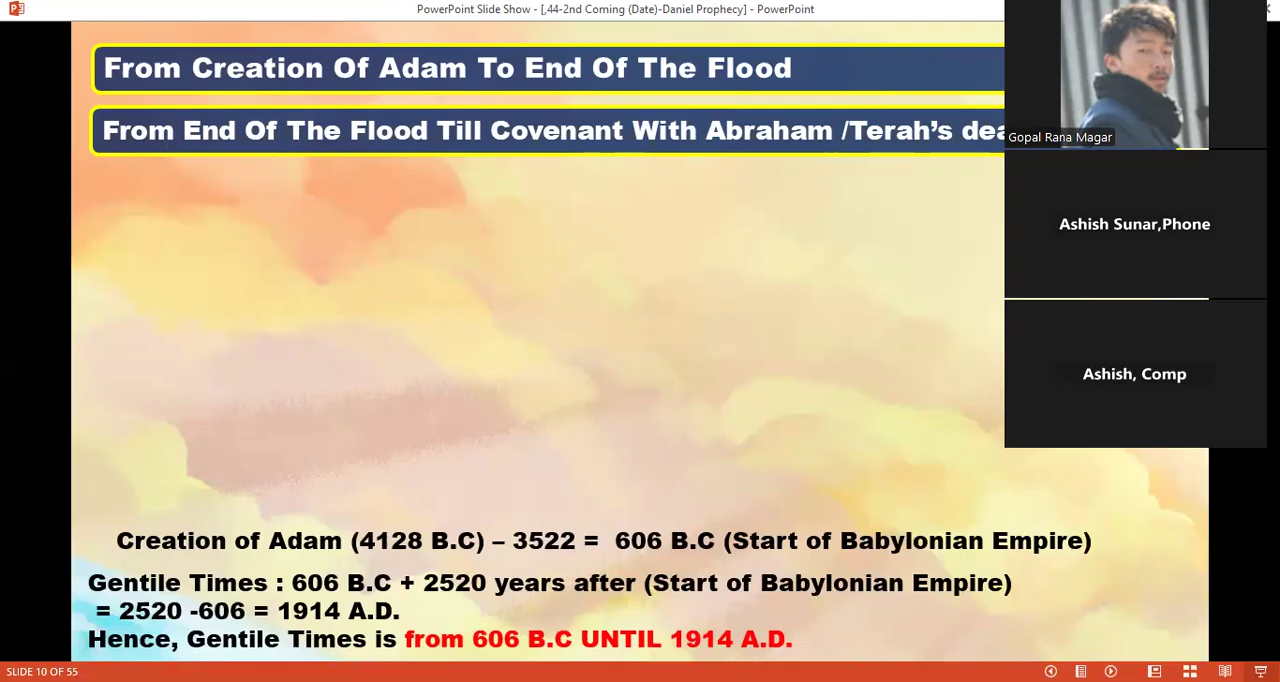 PowerPoint Slide Show - [,44-2nd Coming (Date)-Daniel Prophecy] - PowerPoint
From Creation Of Adam To End Of The Flood
From End Of The Flood Till Covenant With Abraham /Terah’s dea
Gopal Rana Magar
Ashish Sunar,Phone
Ashish, Comp
Creation of Adam (4128 B.C) – 3522 = 606 B.C (Start of Babylonian Empire)
Gentile Times : 606 B.C + 2520 years after (Start of Babylonian Empire)
= 2520 -606 = 1914 A.D.
Hence, Gentile Times is from 606 B.C UNTIL 1914 A.D.
SLIDE 10 OF 55